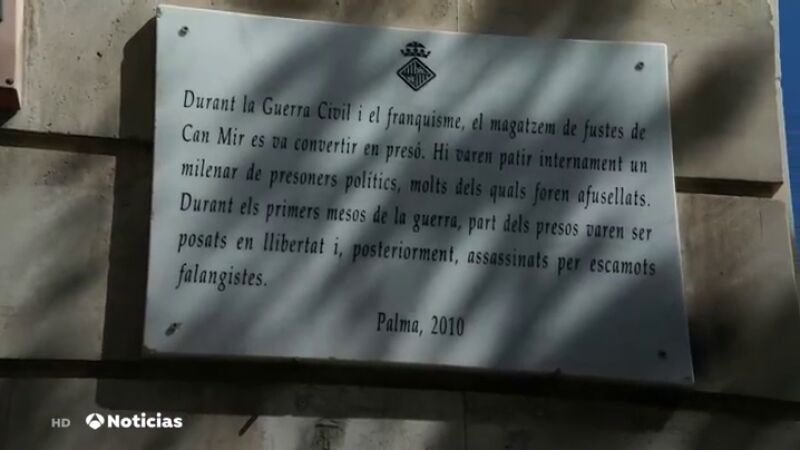 Durant la Guerra Civil i el franquisme, el magatzem de fustes de
Can Mir es va convertir en presó. Hi varen patir internament un
milenar de presoners polítics, molts dels quals foren afusellats.
Durant els primers mesos de la guerra, part dels presos varen ser
posats en llibertat i, posteriorment, assassinats per escamots
falangistes.
Palma, 2010
HD Noticias